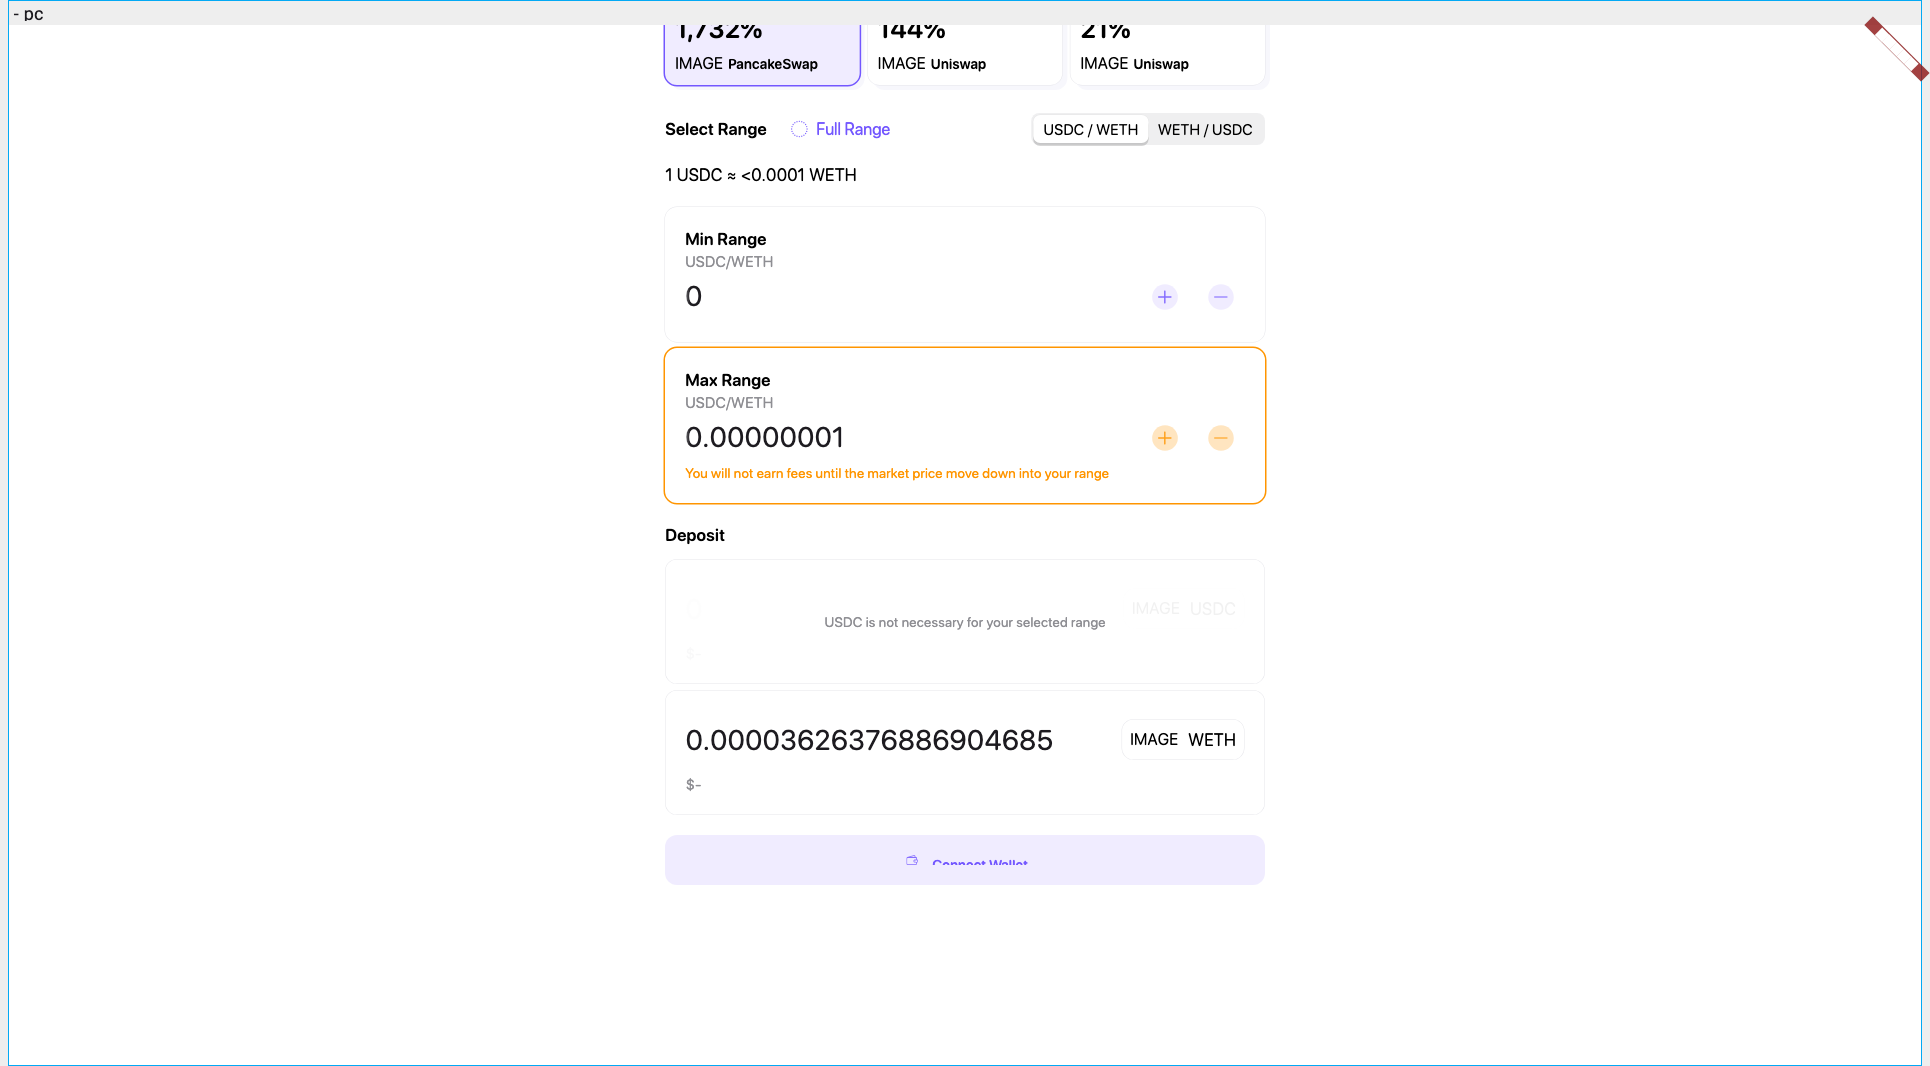 - pc
1,732% 144% 21%
IMAGE PancakeSwap IMAGE Uniswap IMAGE Uniswap
Select Range Full Range USDC / WETH WETH / USDC
1 USDC ≈ <0.0001 WETH
Min Range
USDC/WETH
0
Max Range
USDC/WETH
0.00000001
You will not earn fees until the market price move down into your range
Deposit
0 IMAGE USDC
USDC is not necessary for your selected range
$-
0.00003626376886904685 IMAGE WETH
$-
Connect Wallet